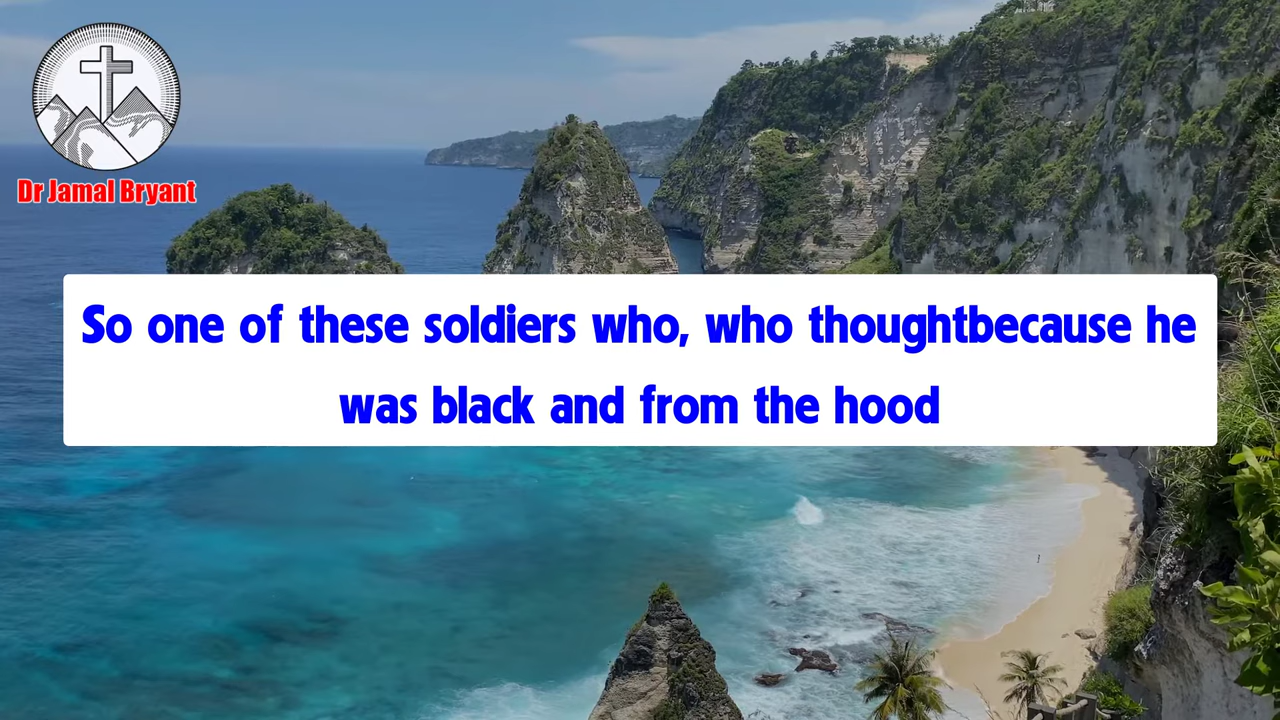 Dr Jamal Bryant
So one of these soldiers who, who thoughtbecause he
was black and from the hood